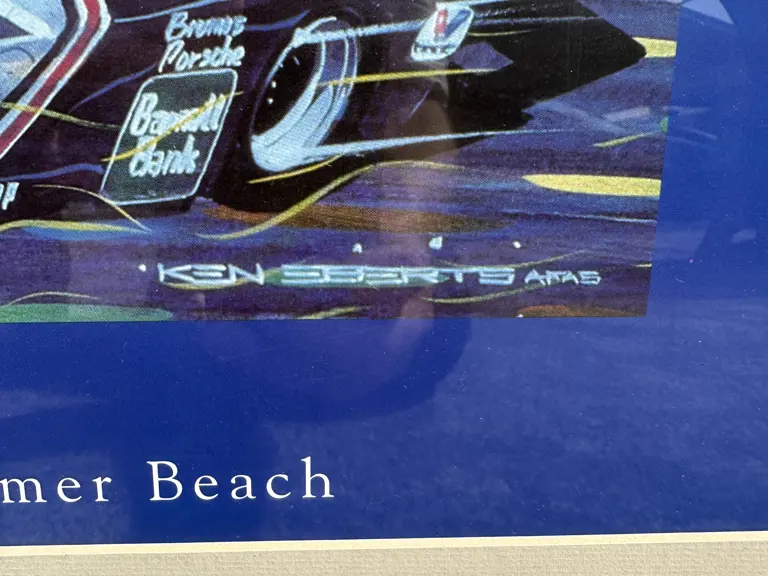 Brumos
Porsche
Barnett
Bank
KEN EBERTS AFAS
mer Beach